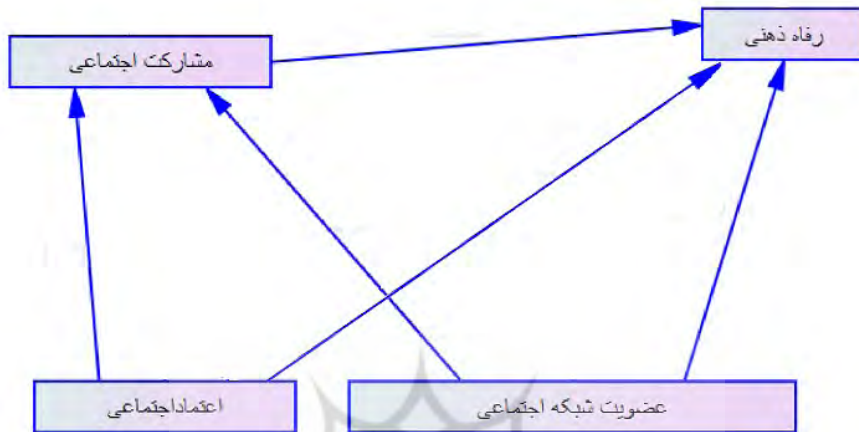 رفاه ذهنی
مشارکت اجتماعی
اعتماداجتماعی
عضویت شبکه اجتماعی